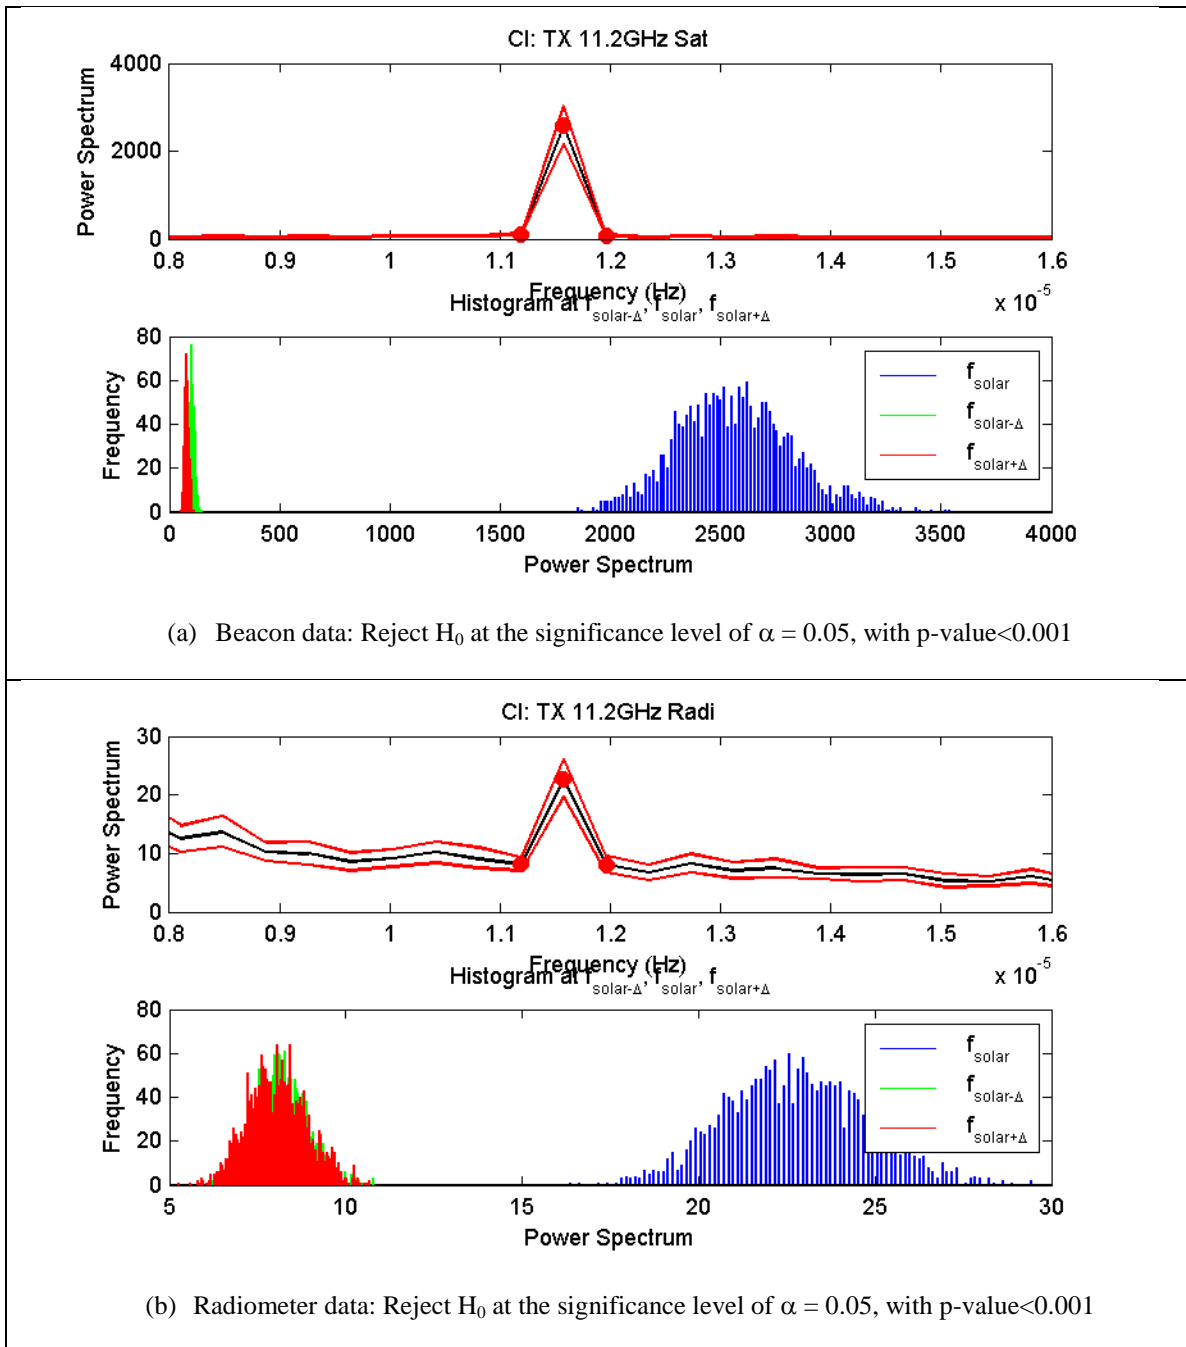 CI: TX 11.2GHz Sat
Power Spectrum
4000
2000
0
0.8 0.9 1 1.1 1.2 1.3 1.4 1.5 1.6
Frequency (Hz)
x 10-5
Histogram at fsolar-Δ, fsolar, fsolar+Δ
Frequency
80
60
40
20
0
fsolar
fsolar-Δ
fsolar+Δ
0 500 1000 1500 2000 2500 3000 3500 4000
Power Spectrum
(a) Beacon data: Reject H0 at the significance level of α = 0.05, with p-value<0.001
CI: TX 11.2GHz Radi
Power Spectrum
30
20
10
0
0.8 0.9 1 1.1 1.2 1.3 1.4 1.5 1.6
Frequency (Hz)
x 10-5
Histogram at fsolar-Δ, fsolar, fsolar+Δ
Frequency
80
60
40
20
0
fsolar
fsolar-Δ
fsolar+Δ
5 10 15 20 25 30
Power Spectrum
(b) Radiometer data: Reject H0 at the significance level of α = 0.05, with p-value<0.001